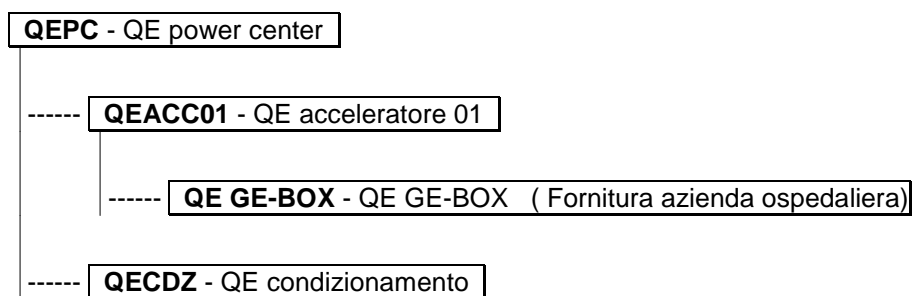 QEPC - QE power center
------ QEACC01 - QE acceleratore 01
------ QE GE-BOX - QE GE-BOX ( Fornitura azienda ospedaliera)
------ QECDZ - QE condizionamento